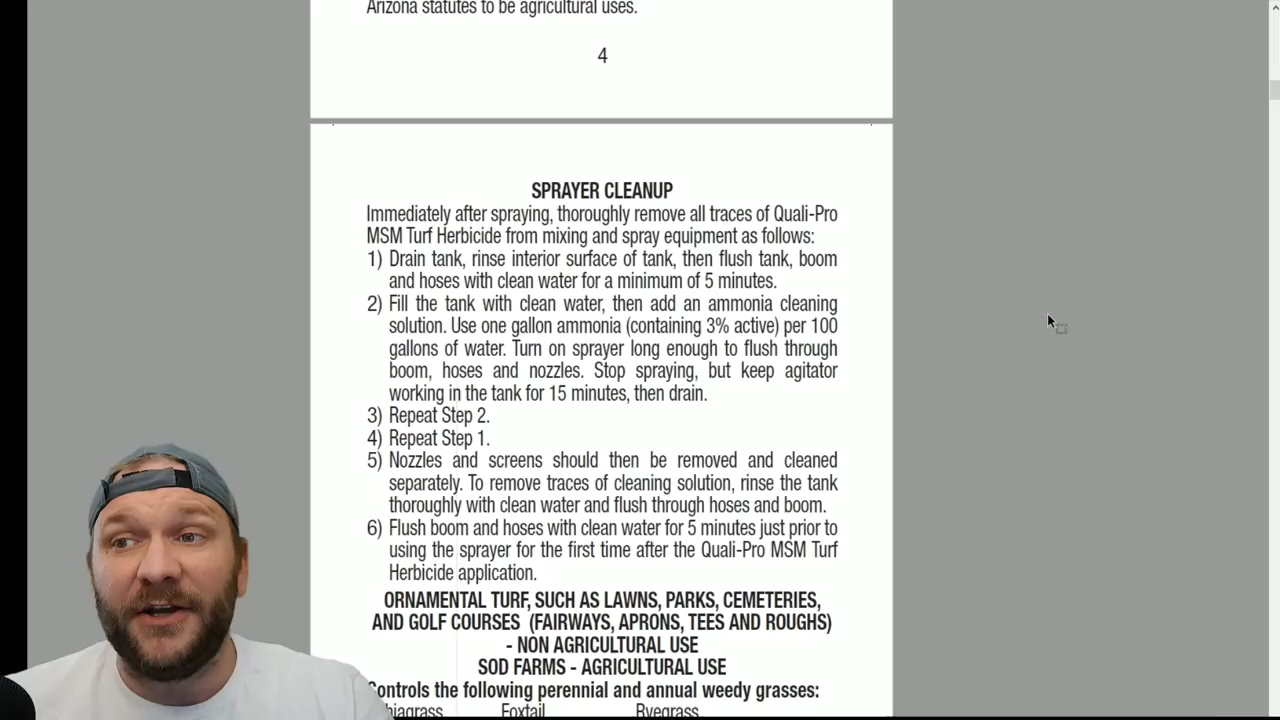 Arizona statutes to be agricultural uses.
4
SPRAYER CLEANUP
Immediately after spraying, thoroughly remove all traces of Quali-Pro
MSM Turf Herbicide from mixing and spray equipment as follows:
1) Drain tank, rinse interior surface of tank, then flush tank, boom
and hoses with clean water for a minimum of 5 minutes.
2) Fill the tank with clean water, then add an ammonia cleaning
solution. Use one gallon ammonia (containing 3% active) per 100
gallons of water. Turn on sprayer long enough to flush through
boom, hoses and nozzles. Stop spraying, but keep agitator
working in the tank for 15 minutes, then drain.
3) Repeat Step 2.
4) Repeat Step 1.
5) Nozzles and screens should then be removed and cleaned
separately. To remove traces of cleaning solution, rinse the tank
thoroughly with clean water and flush through hoses and boom.
6) Flush boom and hoses with clean water for 5 minutes just prior to
using the sprayer for the first time after the Quali-Pro MSM Turf
Herbicide application.
ORNAMENTAL TURF, SUCH AS LAWNS, PARKS, CEMETERIES,
AND GOLF COURSES (FAIRWAYS, APRONS, TEES AND ROUGHS)
- NON AGRICULTURAL USE
SOD FARMS - AGRICULTURAL USE
Controls the following perennial and annual weedy grasses:
Foxtail Ryegrass